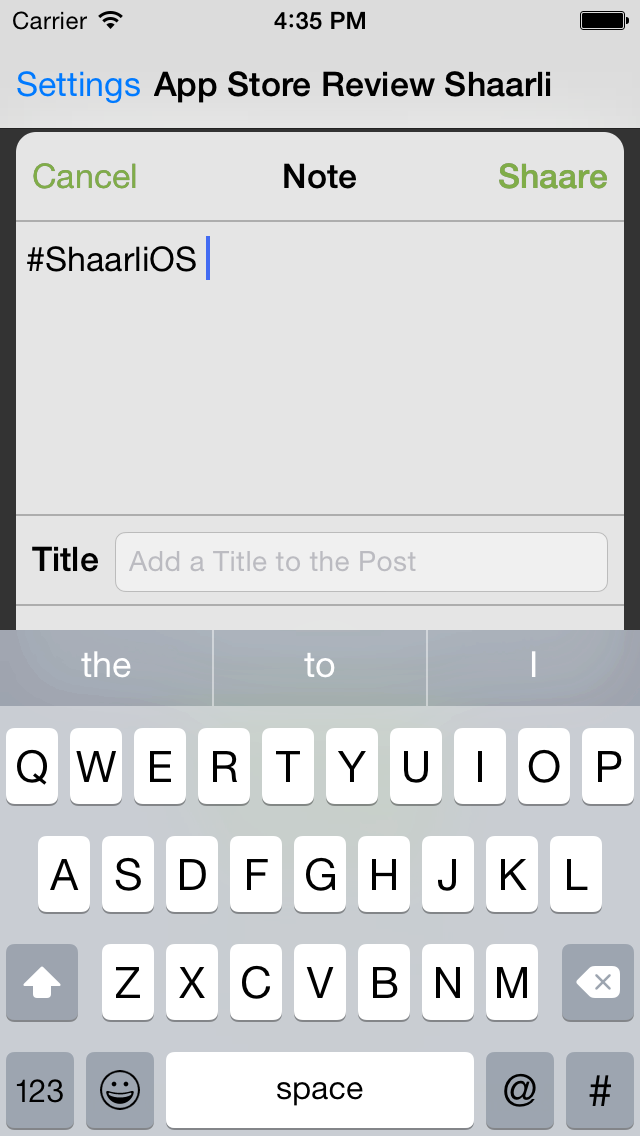 Carrier 4:35 PM
Settings App Store Review Shaarli
Cancel Note Shaare
#ShaarliOS
Title Add a Title to the Post
the to I
Q W E R T Y U I O P
A S D F G H J K L
Z X C V B N M
123 space @ #